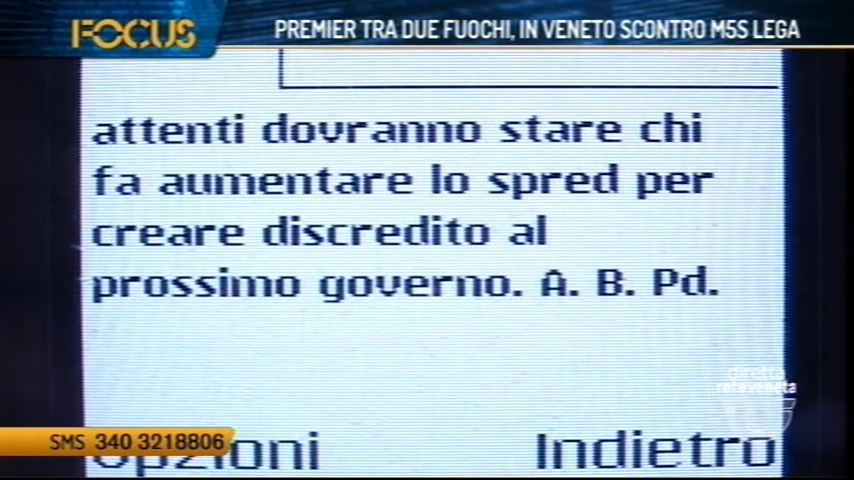 FOCUS
PREMIER TRA DUE FUOCHI, IN VENETO SCONTRO M5S LEGA
attenti dovranno stare chi
fa aumentare lo spred per
creare discredito al
prossimo governo. A. B. Pd.
diretta
reteveneta
SMS 340 3218806
Opzioni
Indietro